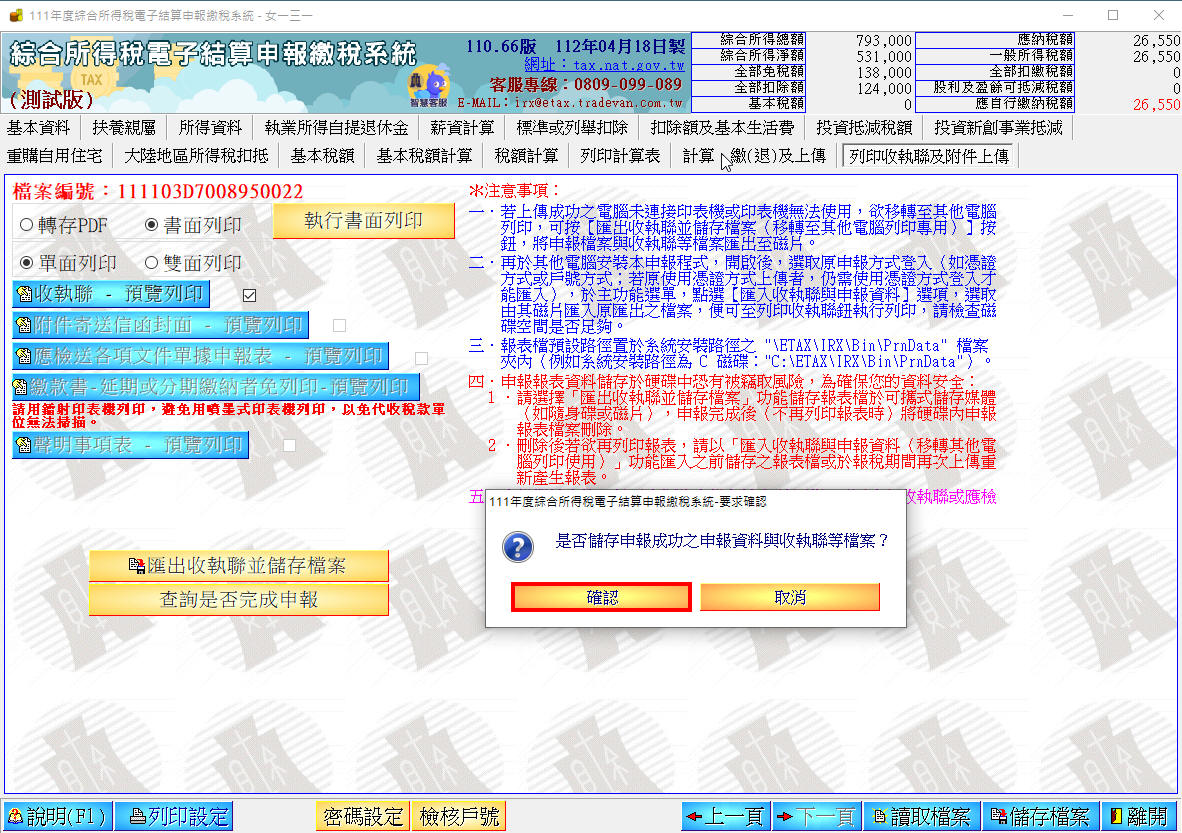 111年度綜合所得稅電子結算申報繳稅系統 - 女一三一
綜合所得稅電子結算申報繳稅系統
TAX
(測試版)
智慧客服
110.66版 112年04月18日製
網址：tax.nat.gov.tw
客服專線：0809-099-089
E-MAIL：irx@etax.tradevan.com.tw
綜合所得總額 793,000 應納稅額 26,550
綜合所得淨額 531,000 一般所得稅額 26,550
全部免稅額 138,000 全部扣繳稅額 0
全部扣除額 124,000 股利及盈餘可抵減稅額 0
基本稅額 0 應自行繳納稅額 26,550
基本資料 扶養親屬 所得資料 執業所得自提退休金 薪資計算 標準或列舉扣除 扣除額及基本生活費 投資抵減稅額 投資新創事業抵減
重購自用住宅 大陸地區所得稅扣抵 基本稅額 基本稅額計算 稅額計算 列印計算表 計算、繳(退)及上傳 列印收執聯及附件上傳
檔案編號：111103D7008950022
轉存PDF 書面列印 執行書面列印
單面列印 雙面列印
收執聯 - 預覽列印
附件寄送信函封面 - 預覽列印
應檢送各項文件單據申報表 - 預覽列印
繳款書-延期或分期繳納者免列印-預覽列印
請用鐳射印表機列印，避免用噴墨式印表機列印，以免代收稅款單
位無法掃描。
聲明事項表 - 預覽列印
匯出收執聯並儲存檔案
查詢是否完成申報
※注意事項：
一．若上傳成功之電腦未連接印表機或印表機無法使用，欲移轉至其他電腦
列印，可按［匯出收執聯並儲存檔案（移轉至其他電腦列印專用）］按
鈕，將申報檔案與收執聯等檔案匯出至磁片。
二．再於其他電腦安裝本申報程式，開啟後，選取原申報方式登入（如憑證
方式或戶號方式；若原使用憑證方式上傳者，仍需使用憑證方式登入才
能匯入），於主功能選單，點選［匯入收執聯與申報資料］選項，選取
由其磁片匯入原匯出之檔案，便可至列印收執聯鈕執行列印，請檢查磁
碟空間是否足夠。
三．報表檔預設路徑置於系統安裝路徑之 "\ETAX\IRX\Bin\PrnData" 檔案
夾內（例如系統安裝路徑為 C 磁碟："C:\ETAX\IRX\Bin\PrnData"）。
四．申報報表資料儲存於硬碟中恐有被竊取風險，為確保您的資料安全：
1．請選擇「匯出收執聯並儲存檔案」功能儲存報表檔於可攜式儲存媒體
（如隨身碟或磁片），申報完成後（不再列印報表時）將硬碟內申報
報表檔案刪除。
2．刪除後若欲再列印報表，請以「匯入收執聯與申報資料（移轉其他電
腦列印使用）」功能匯入之前儲存之報表檔或於報稅期間再次上傳重
新產生報表。
五 收執聯或應檢
111年度綜合所得稅電子結算申報繳稅系統-要求確認
是否儲存申報成功之申報資料與收執聯等檔案？
確認 取消
說明(F1) 列印設定 密碼設定 檢核戶號 上一頁 下一頁 讀取檔案 儲存檔案 離開